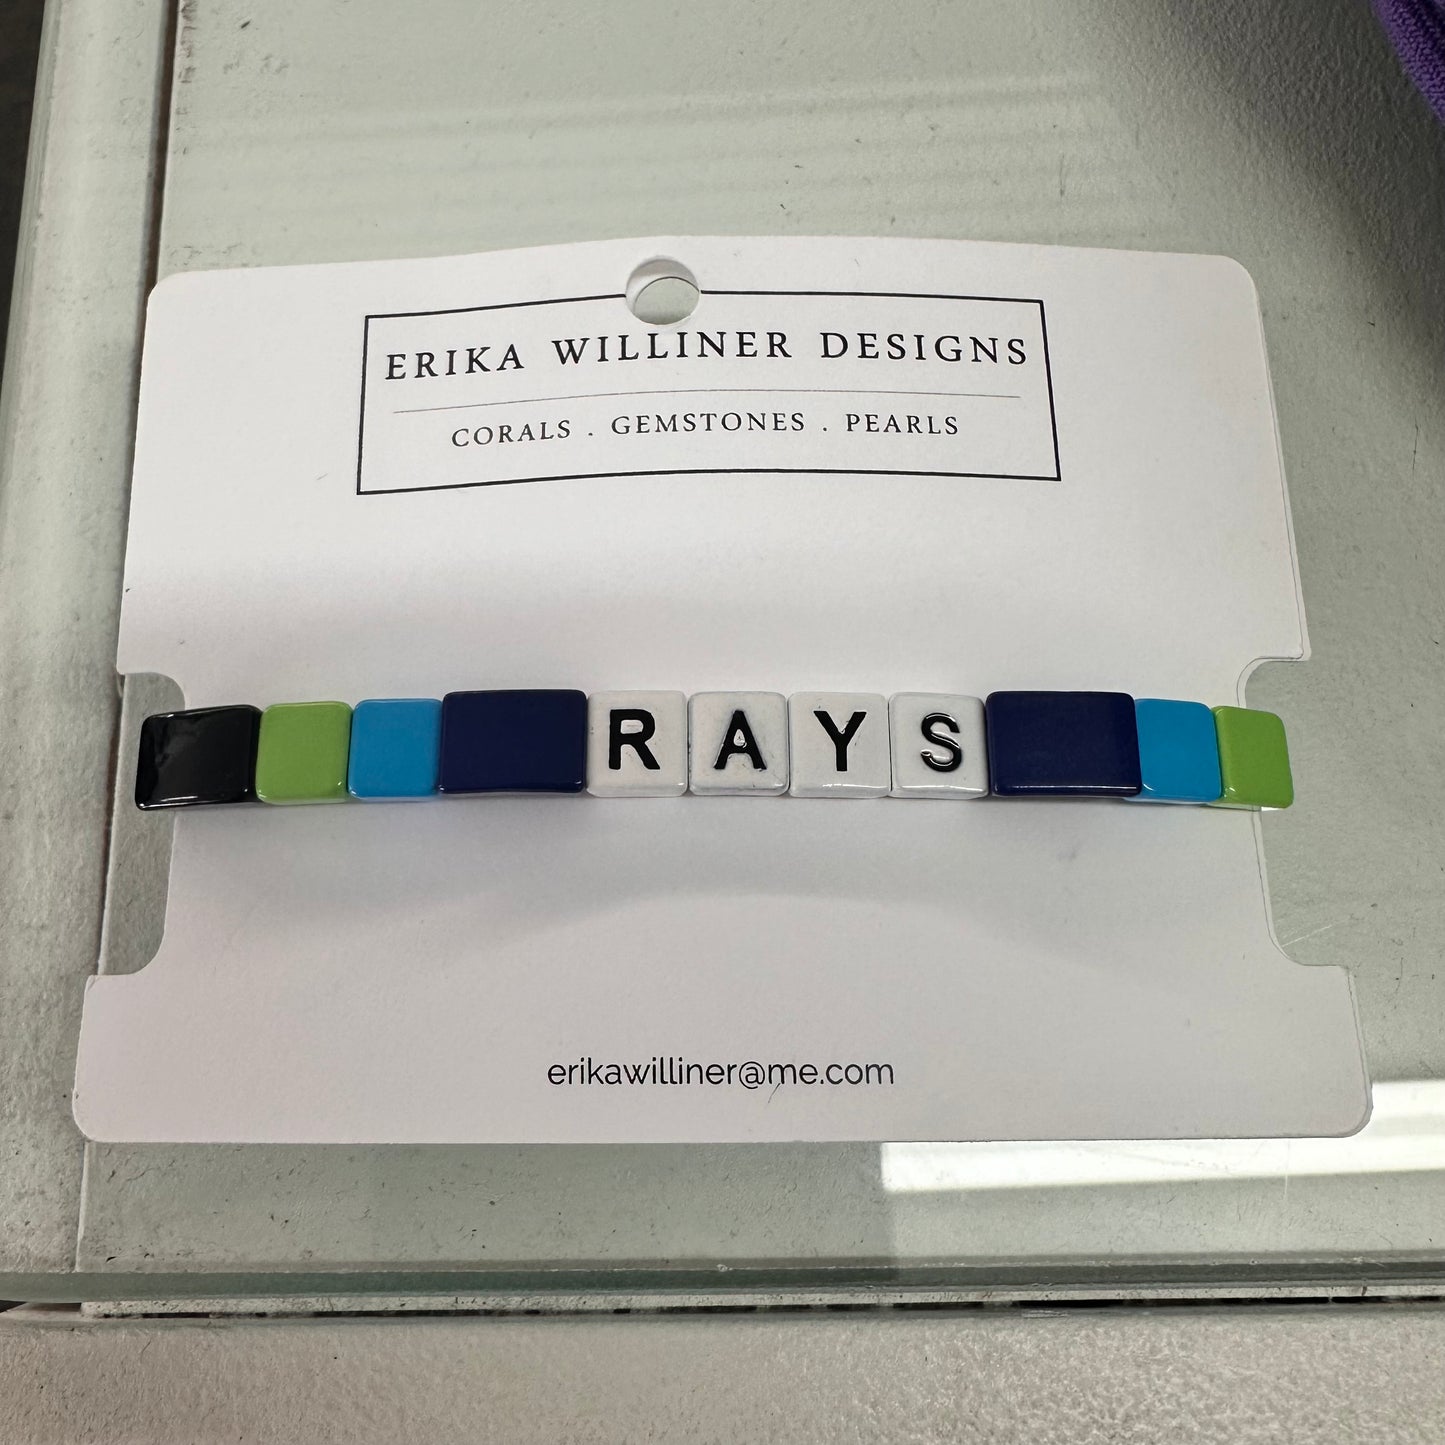 ERIKA WILLINER DESIGNS
CORALS . GEMSTONES . PEARLS
RAYS
erikawilliner@me.com